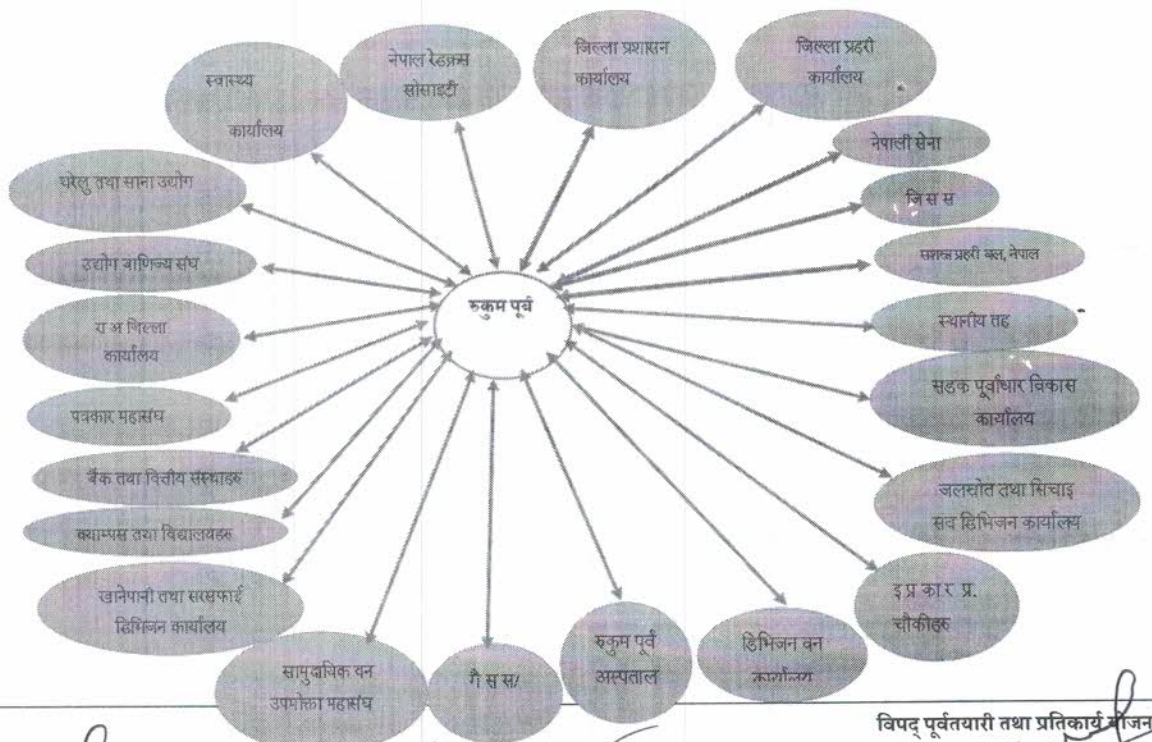 स्वास्थ्य
कार्यालय
नेपाल रेडक्रस
सोसाइटी
जिल्ला प्रशासन
कार्यालय
जिल्ला प्रहरी
कार्यालय
नेपाली सेना
जि स स
सशस्त्र प्रहरी बल, नेपाल
स्थानीय तह
सडक पूर्वाधार विकास
कार्यालय
जलस्रोत तथा सिचाइ
सव डिभिजन कार्यालय
इ प्र का र प्र.
चौकीहरु
डिभिजन वन
कार्यालय
रुकुम पूर्व
अस्पताल
गै स स/
सामुदायिक वन
उपभोक्ता महासंघ
खानेपानी तथा सरसफाई
डिभिजन कार्यालय
क्याम्पस तथा विद्यालयहरु
बैंक तथा वित्तीय संस्थाहरु
पत्रकार महासंघ
रा अ जिल्ला
कार्यालय
उद्योग वाणिज्य संघ
घरेलु तथा साना उद्योग
रुकुम पूर्व
विपद् पूर्वतयारी तथा प्रतिकार्य